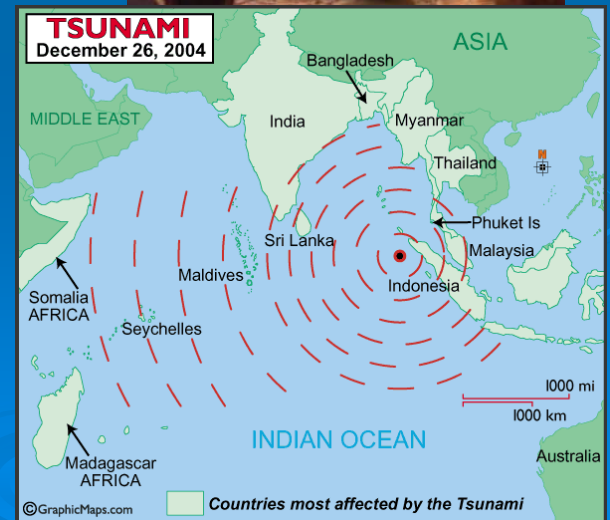 TSUNAMI
December 26, 2004
ASIA
Bangladesh
MIDDLE EAST
India
Myanmar
Thailand
N
Phuket Is
Sri Lanka
Malaysia
Maldives
Indonesia
Somalia
AFRICA
Seychelles
1000 mi
1000 km
INDIAN OCEAN
Australia
Madagascar
AFRICA
Countries most affected by the Tsunami
©GraphicMaps.com